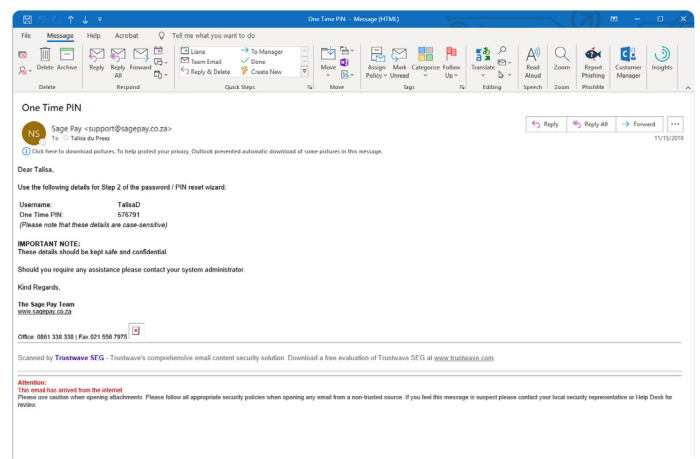 One Time PIN - Message (HTML)
File Message Help Acrobat Tell me what you want to do
Delete Archive Reply Reply All Forward
Liana To Manager
Team Email Done
Reply & Delete Create New
Move Assign Policy Mark Unread Categorize Follow Up Translate Read Aloud Zoom Report Phishing Customer Manager Insights
Delete Respond Quick Steps Move Tags Editing Speech Zoom PhishMe
One Time PIN
NS
Sage Pay <support@sagepay.co.za>
To Talisa du Preez
Reply Reply All Forward
11/15/2019
Click here to download pictures. To help protect your privacy, Outlook prevented automatic download of some pictures in this message.
Dear Talisa,
Use the following details for Step 2 of the password / PIN reset wizard:
Username: TalisaD
One Time PIN: 576791
(Please note that these details are case-sensitive)
IMPORTANT NOTE:
These details should be kept safe and confidential.
Should you require any assistance please contact your system administrator.
Kind Regards,
The Sage Pay Team
www.sagepay.co.za
Office: 0861 338 338 | Fax 021 556 7975
Scanned by Trustwave SEG - Trustwave's comprehensive email content security solution. Download a free evaluation of Trustwave SEG at www.trustwave.com
Attention:
This email has arrived from the internet.
Please use caution when opening attachments. Please follow all appropriate security policies when opening any email from a non-trusted source. If you feel this message is suspect please contact your local security representative or Help Desk for
review.